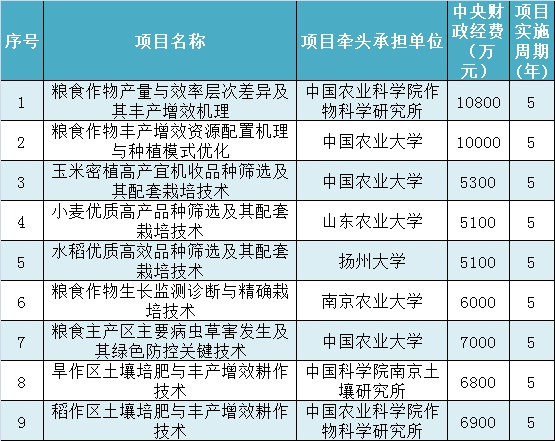 序号 项目名称 项目牵头承担单位 中央财政经费（万元） 项目实施周期(年)
1 粮食作物产量与效率层次差异及其丰产增效机理 中国农业科学院作物科学研究所 10800 5
2 粮食作物丰产增效资源配置机理与种植模式优化 中国农业大学 10000 5
3 玉米密植高产宜机收品种筛选及其配套栽培技术 中国农业大学 5300 5
4 小麦优质高产品种筛选及其配套栽培技术 山东农业大学 5100 5
5 水稻优质高效品种筛选及其配套栽培技术 扬州大学 5100 5
6 粮食作物生长监测诊断与精确栽培技术 南京农业大学 6000 5
7 粮食主产区主要病虫草害发生及其绿色防控关键技术 中国农业大学 7000 5
8 旱作区土壤培肥与丰产增效耕作技术 中国科学院南京土壤研究所 6800 5
9 稻作区土壤培肥与丰产增效耕作技术 中国农业科学院作物科学研究所 6900 5